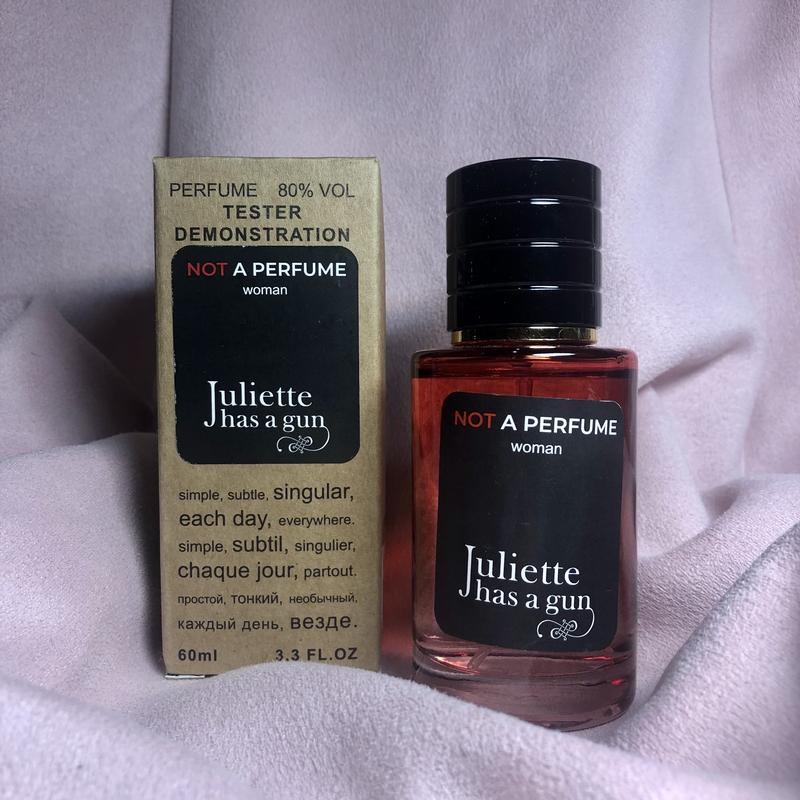 PERFUME 80% VOL
TESTER
DEMONSTRATION
NOT A PERFUME
woman
Juliette
has a gun
simple, subtle, singular,
each day, everywhere.
simple, subtil, singulier,
chaque jour, partout.
простой, тонкий, необычный,
каждый день, везде.
60ml 3.3 FL.OZ
NOT A PERFUME
woman
Juliette
has a gun